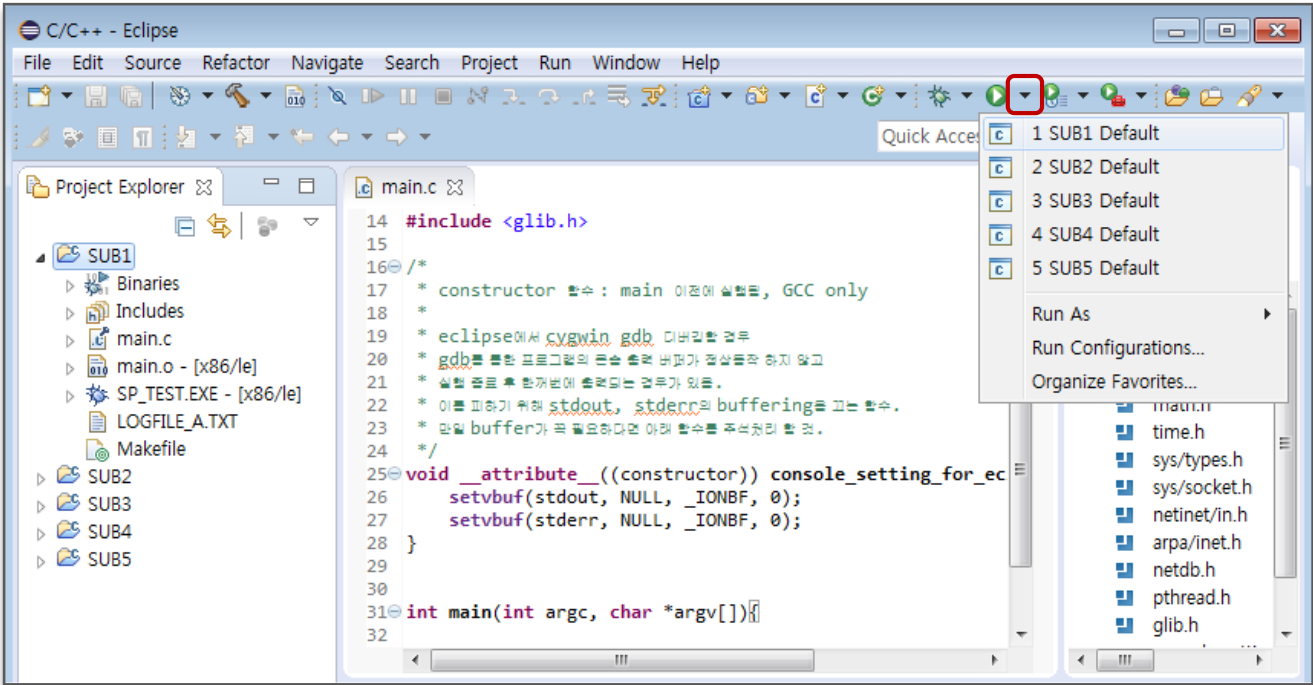 C/C++ - Eclipse
File Edit Source Refactor Navigate Search Project Run Window Help
Quick Acces
1 SUB1 Default
2 SUB2 Default
3 SUB3 Default
4 SUB4 Default
5 SUB5 Default
Run As
Run Configurations...
Organize Favorites...
Project Explorer
SUB1
Binaries
Includes
main.c
main.o - [x86/le]
SP_TEST.EXE - [x86/le]
LOGFILE_A.TXT
Makefile
SUB2
SUB3
SUB4
SUB5
main.c
14 #include <glib.h>
15
16 /*
17 * constructor 함수 : main 이전에 실행됨, GCC only
18 *
19 * eclipse에서 cygwin gdb 디버깅할 경우
20 * gdb를 통한 프로그램의 콘솔 출력 버퍼가 정상동작 하지 않고
21 * 실행 종료 후 한꺼번에 출력되는 경우가 있음.
22 * 이를 피하기 위해 stdout, stderr의 buffering을 끄는 함수.
23 * 만일 buffer가 꼭 필요하다면 아래 함수를 주석처리 할 것.
24 */
25 void __attribute__((constructor)) console_setting_for_ec
26 setvbuf(stdout, NULL, _IONBF, 0);
27 setvbuf(stderr, NULL, _IONBF, 0);
28 }
29
30
31 int main(int argc, char *argv[]){
32
math.h
time.h
sys/types.h
sys/socket.h
netinet/in.h
arpa/inet.h
netdb.h
pthread.h
glib.h